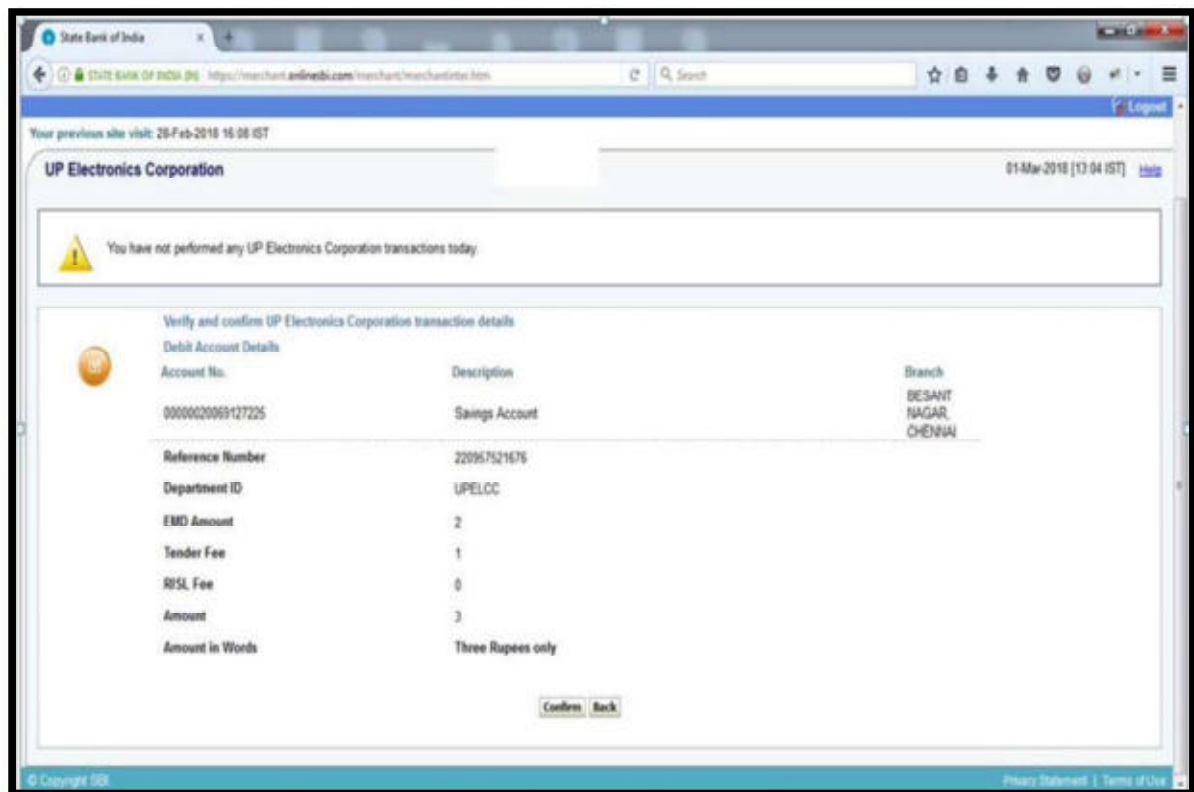 State Bank of India
STATE BANK OF INDIA (IN) https://merchant.onlinesbi.com/merchant/merchantinter.htm Search
Logout
Your previous site visit: 28-Feb-2018 16:08 IST
UP Electronics Corporation 01-Mar-2018 [13:04 IST] Help
You have not performed any UP Electronics Corporation transactions today.
Verify and confirm UP Electronics Corporation transaction details
Debit Account Details
Account No. Description Branch
00000020069127225 Savings Account BESANT
NAGAR,
CHENNAI
Reference Number 220957521676
Department ID UPELCC
EMD Amount 2
Tender Fee 1
RISL Fee 0
Amount 3
Amount in Words Three Rupees only
Confirm Back
© Copyright SBI Privacy Statement | Terms of Use